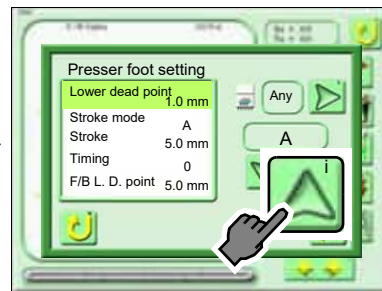 Presser foot setting
Lower dead point
1.0 mm
Stroke mode
A
Stroke
5.0 mm
Timing
0
F/B L. D. point
5.0 mm
Any
A
i